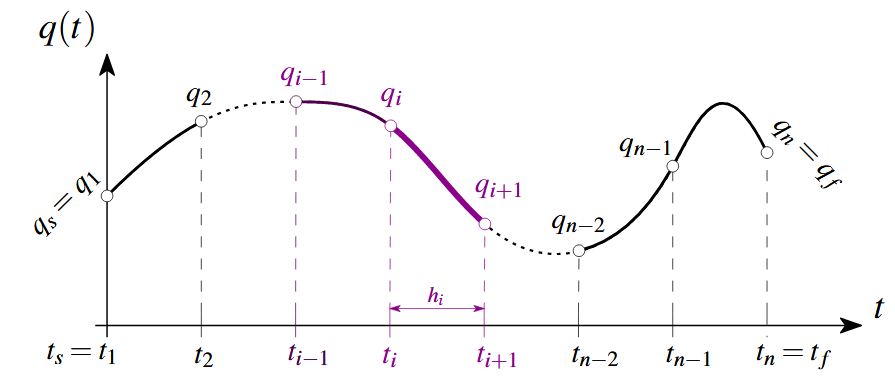 q(t)
q_{i−1}
q_2
q_i
q_s = q_1
q_{n−1}
q_n = q_f
q_{i+1}
q_{n−2}
h_i
t
t_s = t_1
t_2
t_{i−1}
t_i
t_{i+1}
t_{n−2}
t_{n−1}
t_n = t_f